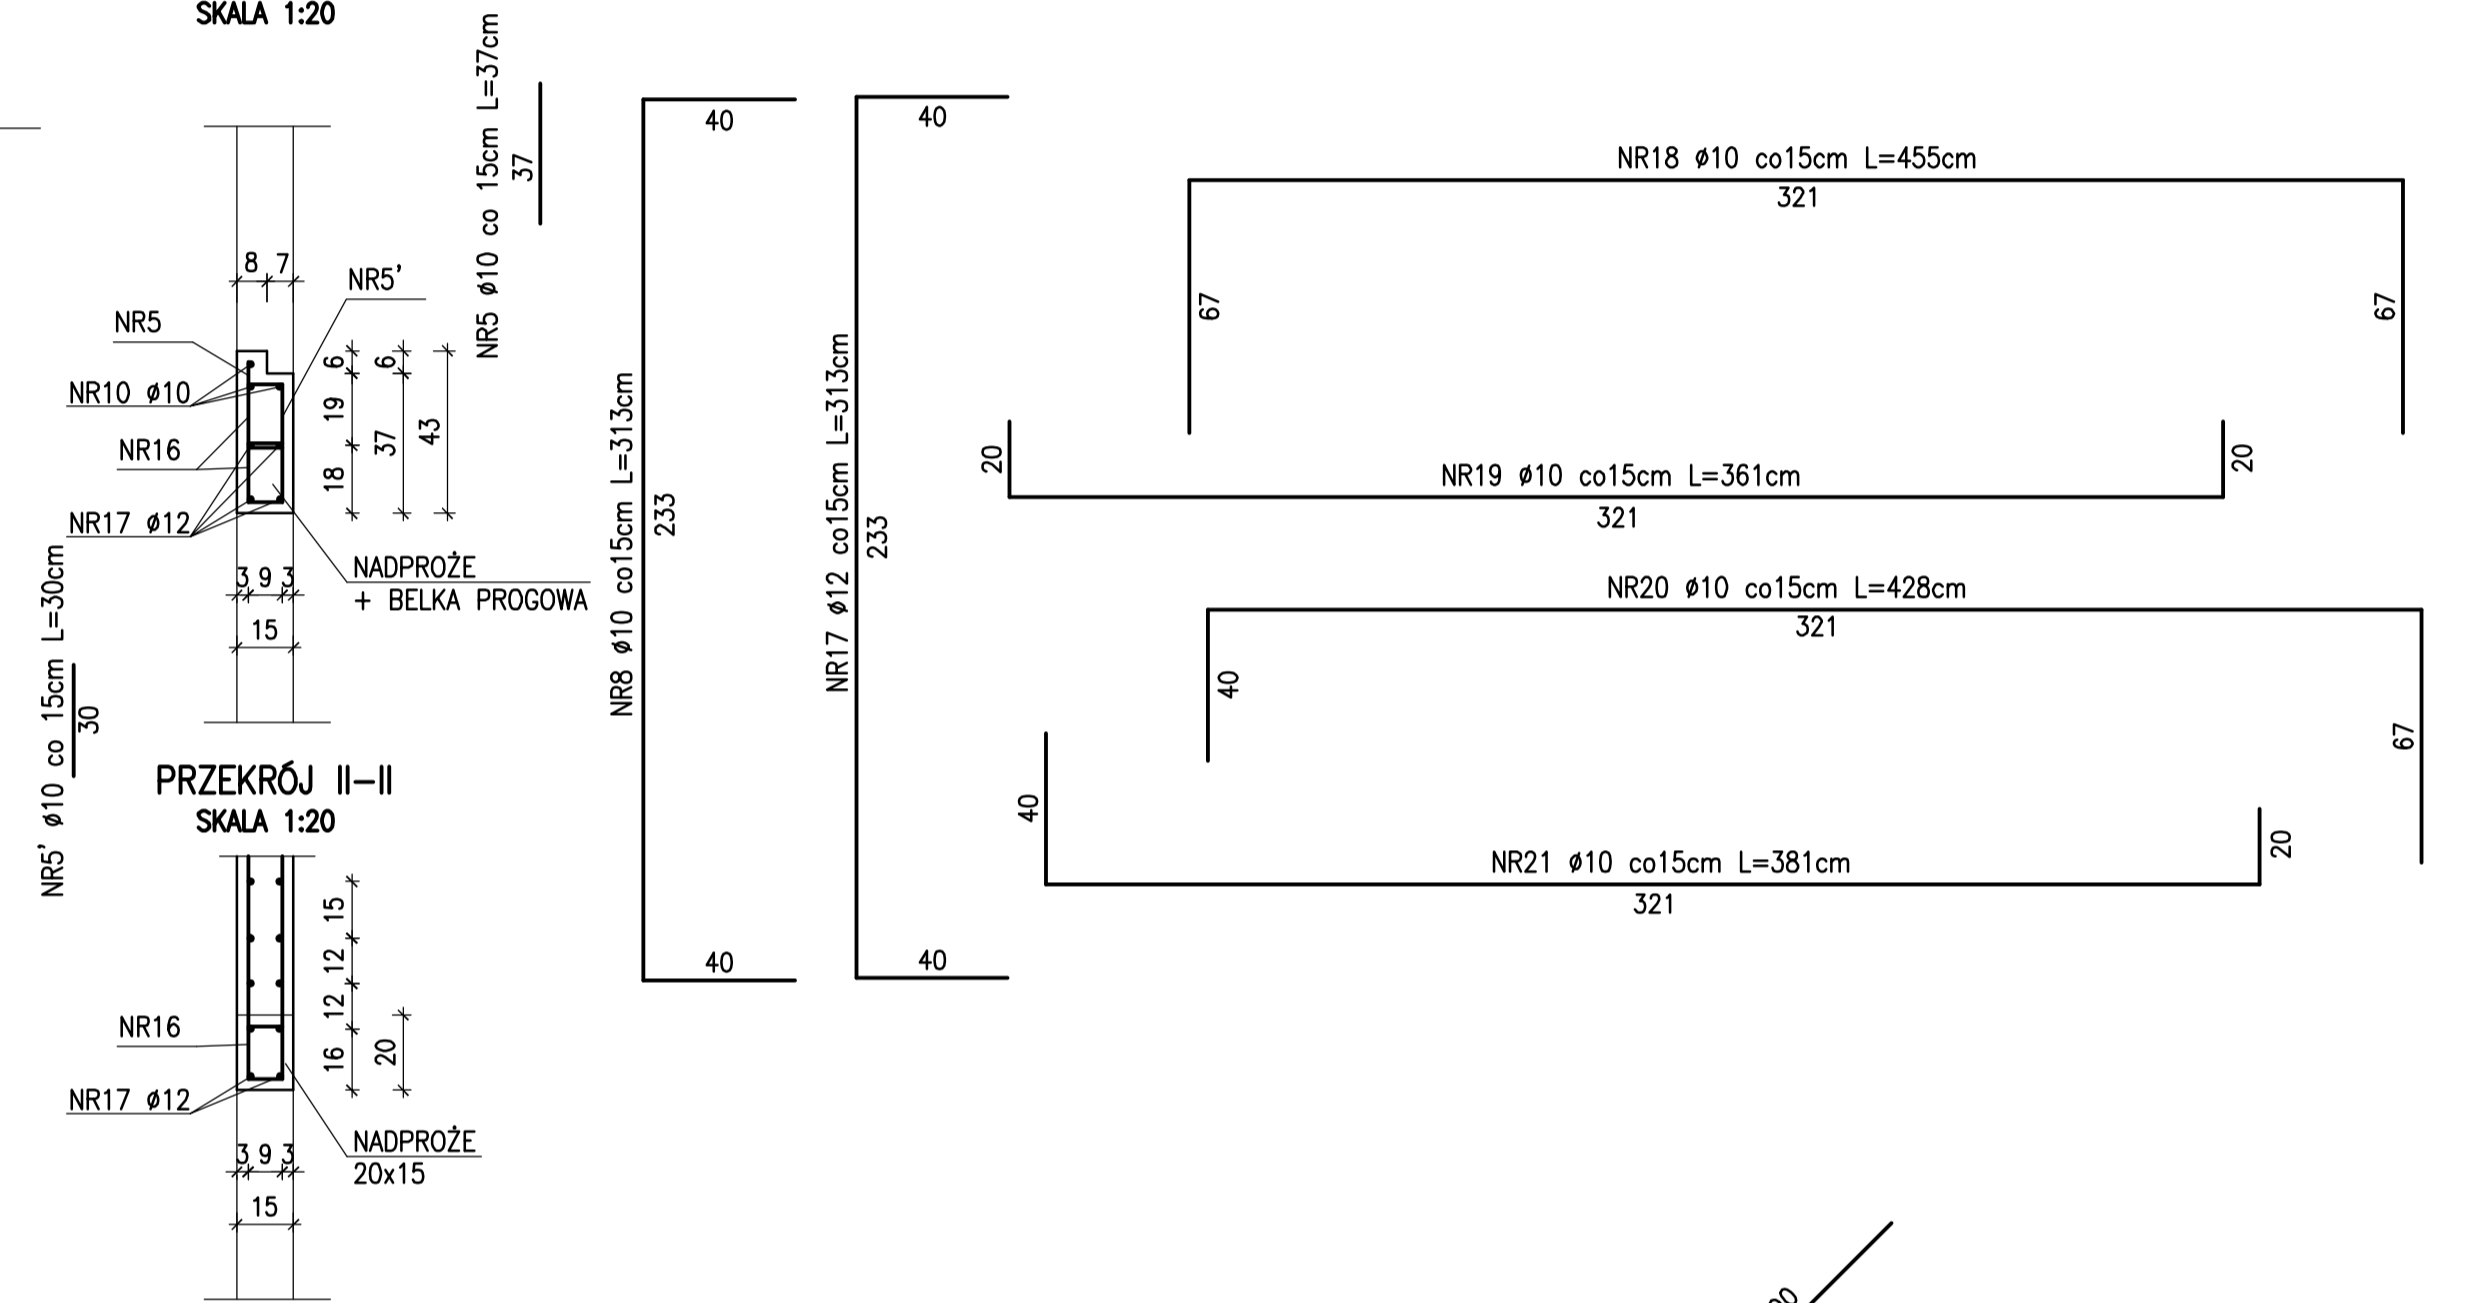 SKALA 1:20
8 7
NR5'
NR5
NR10 ø10
NR16
NR17 ø12
6
19
18
6
37
43
3 9 3
15
NADPROŻE
+ BELKA PROGOWA
NR5' ø10 co 15cm L=30cm
30
NR5 ø10 co 15cm L=37cm
37
PRZEKRÓJ II-II
SKALA 1:20
15
12
12
16
20
NR16
NR17 ø12
NADPROŻE
20x15
3 9 3
15
NR8 ø10 co15cm L=313cm
40
233
40
NR17 ø12 co15cm L=313cm
40
233
40
NR18 ø10 co15cm L=455cm
321
67
67
NR19 ø10 co15cm L=361cm
20
20
321
NR20 ø10 co15cm L=428cm
321
40
67
NR21 ø10 co15cm L=381cm
40
20
321